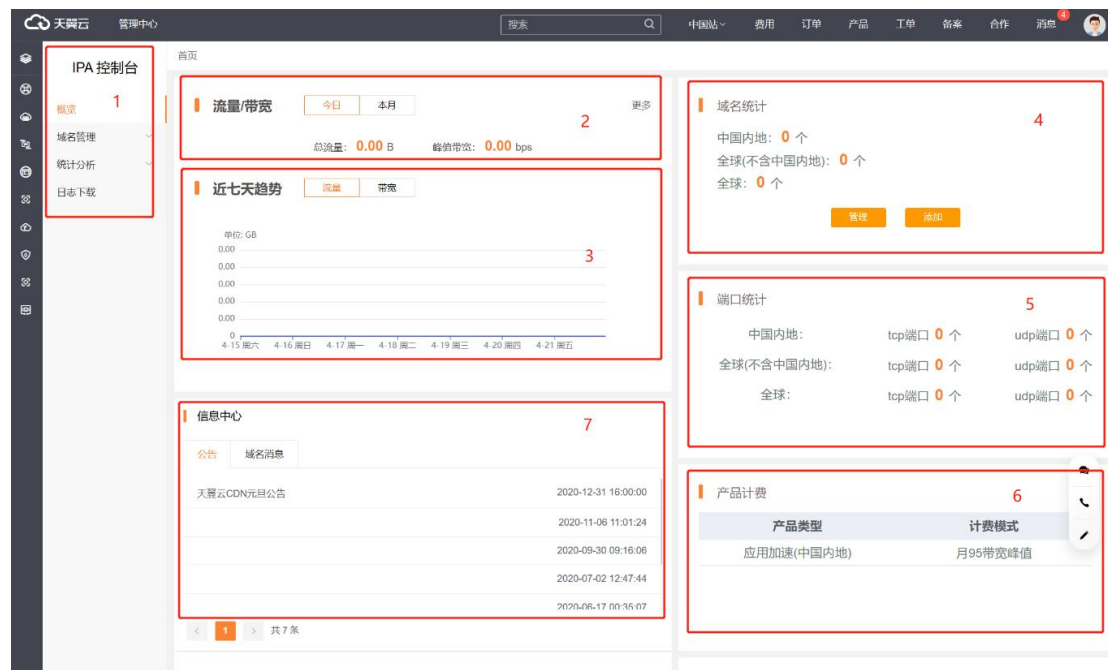 天翼云 管理中心 搜索 中国站 费用 订单 产品 工单 备案 合作 消息 4
首页
IPA 控制台
1
概览
域名管理
统计分析
日志下载
流量/带宽 今日 本月 更多
2
总流量: 0.00 B 峰值带宽: 0.00 bps
近七天趋势 流量 带宽
单位: GB
3
0.00
0.00
0.00
0.00
0.00
0
4-15 周六 4-16 周日 4-17 周一 4-18 周二 4-19 周三 4-20 周四 4-21 周五
信息中心
7
公告 域名消息
天翼云CDN元旦公告 2020-12-31 16:00:00
2020-11-06 11:01:24
2020-09-30 09:16:06
2020-07-02 12:47:44
2020-06-17 00:35:07
< 1 > 共 7 条
域名统计
4
中国内地: 0 个
全球(不含中国内地): 0 个
全球: 0 个
管理 添加
端口统计
5
中国内地: tcp端口 0 个 udp端口 0 个
全球(不含中国内地): tcp端口 0 个 udp端口 0 个
全球: tcp端口 0 个 udp端口 0 个
产品计费
6
产品类型 计费模式
应用加速(中国内地) 月95带宽峰值